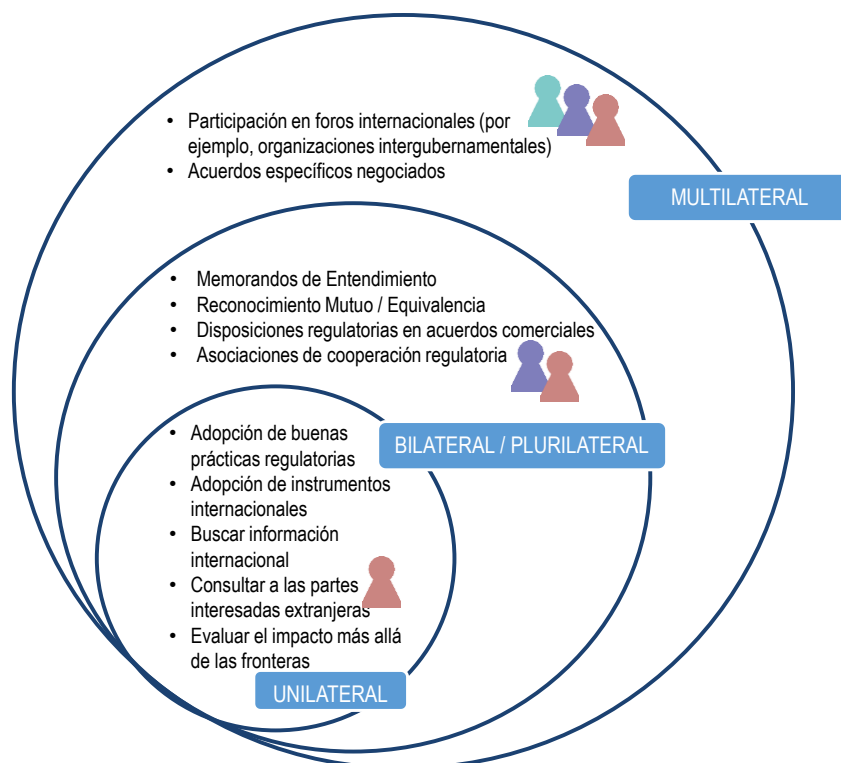 • Participación en foros internacionales (por
ejemplo, organizaciones intergubernamentales)
• Acuerdos específicos negociados
MULTILATERAL
• Memorandos de Entendimiento
• Reconocimiento Mutuo / Equivalencia
• Disposiciones regulatorias en acuerdos comerciales
• Asociaciones de cooperación regulatoria
BILATERAL / PLURILATERAL
• Adopción de buenas
prácticas regulatorias
• Adopción de instrumentos
internacionales
• Buscar información
internacional
• Consultar a las partes
interesadas extranjeras
• Evaluar el impacto más allá
de las fronteras
UNILATERAL